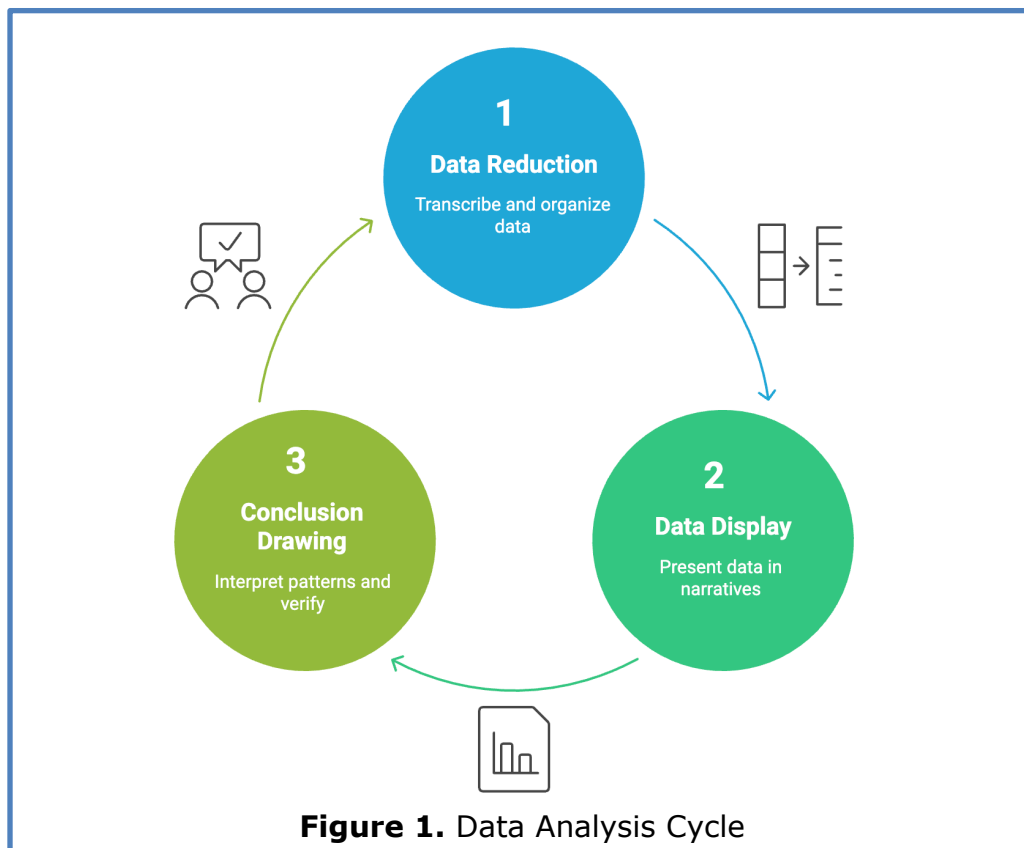 1
Data Reduction
Transcribe and organize
data
2
Data Display
Present data in
narratives
3
Conclusion
Drawing
Interpret patterns and
verify
Figure 1. Data Analysis Cycle